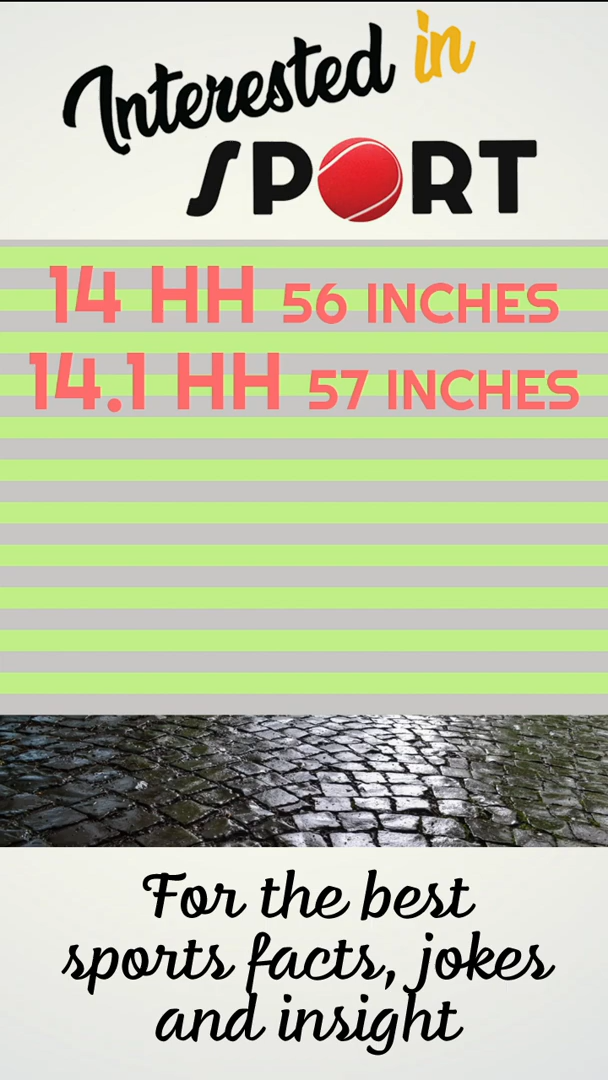 Interested in
SPORT
14 HH 56 INCHES
14.1 HH 57 INCHES
For the best
sports facts, jokes
and insight